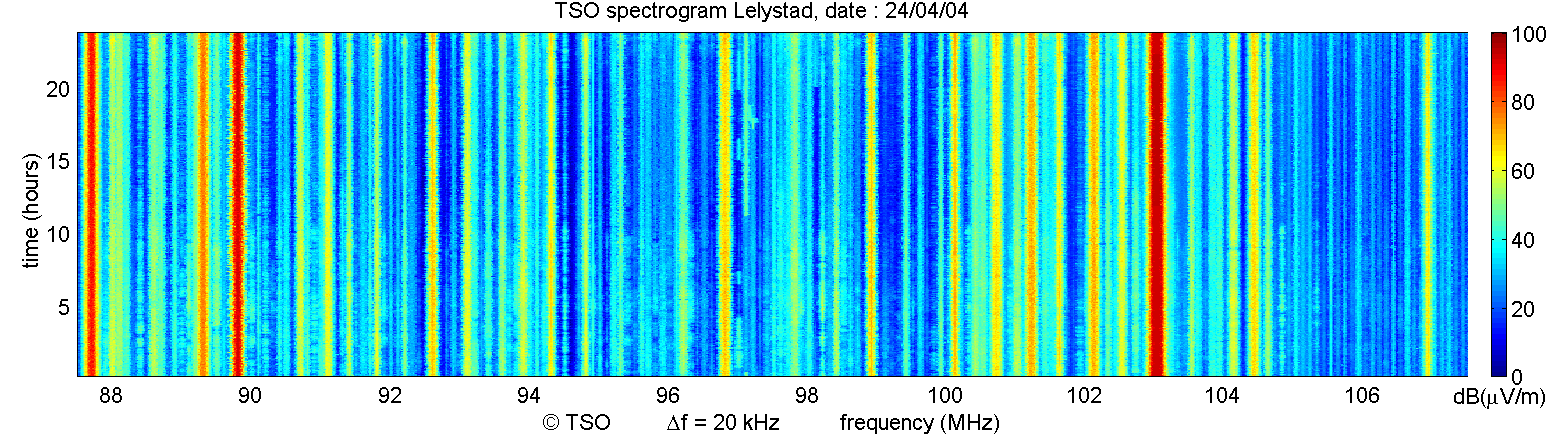 TSO spectrogram Lelystad, date : 24/04/04
time (hours)
20
15
10
5
100
80
60
40
20
0
88 90 92 94 96 98 100 102 104 106 dB(μV/m)
© TSO Δf = 20 kHz frequency (MHz)